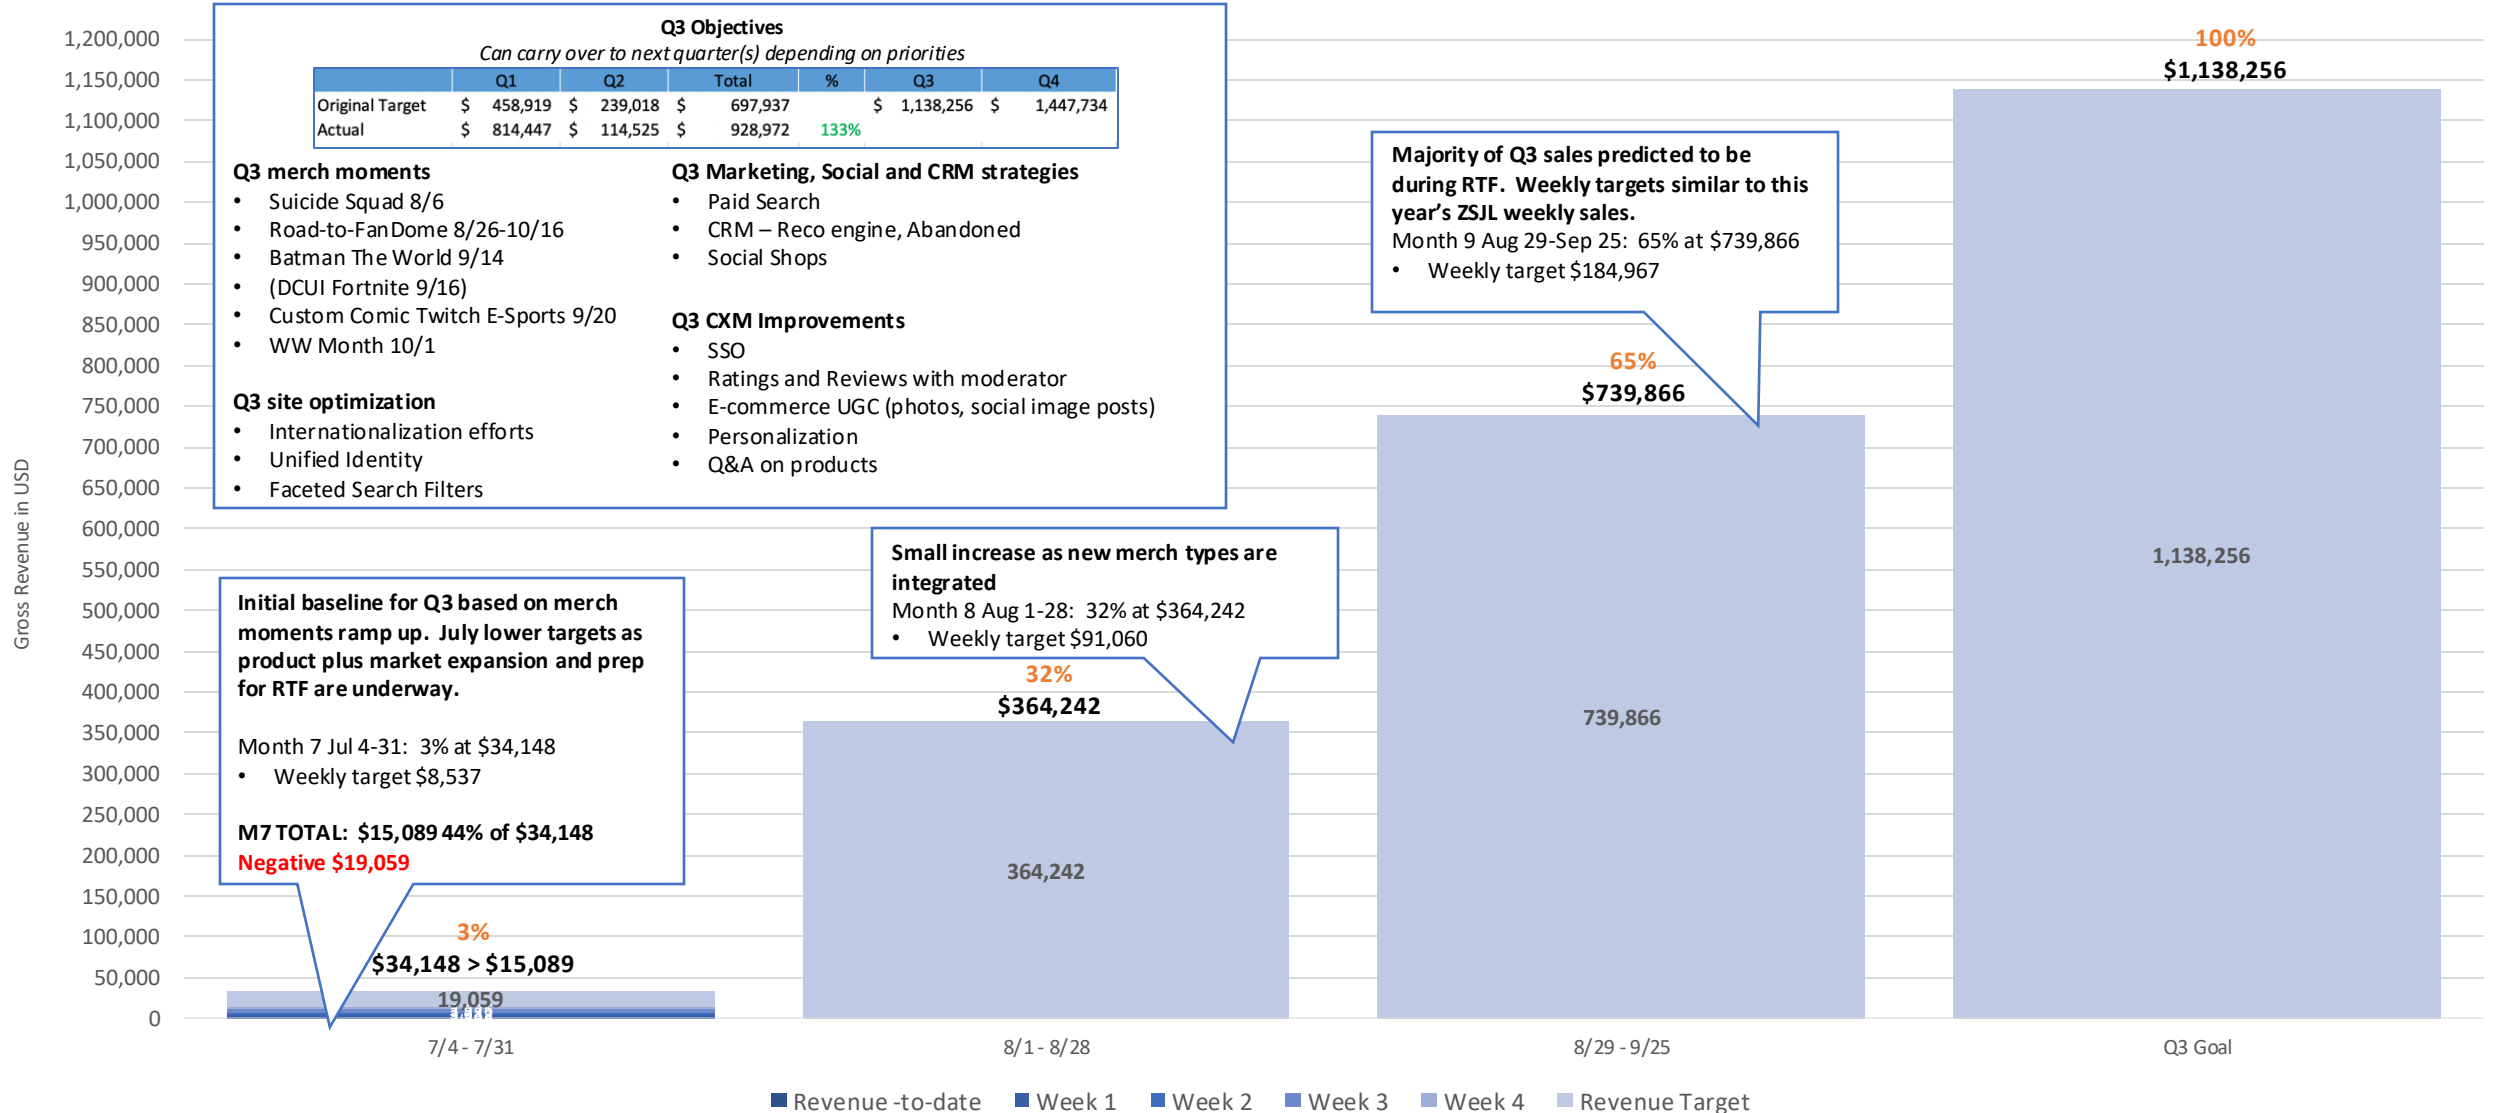 Q3 Objectives
Can carry over to next quarter(s) depending on priorities
Q1 Q2 Total % Q3 Q4
Original Target $ 458,919 $ 239,018 $ 697,937 $ 1,138,256 $ 1,447,734
Actual $ 814,447 $ 114,525 $ 928,972 133%
Q3 merch moments
• Suicide Squad 8/6
• Road-to-FanDome 8/26-10/16
• Batman The World 9/14
• (DCUI Fortnite 9/16)
• Custom Comic Twitch E-Sports 9/20
• WW Month 10/1
Q3 site optimization
• Internationalization efforts
• Unified Identity
• Faceted Search Filters
Q3 Marketing, Social and CRM strategies
• Paid Search
• CRM – Reco engine, Abandoned
• Social Shops
Q3 CXM Improvements
• SSO
• Ratings and Reviews with moderator
• E-commerce UGC (photos, social image posts)
• Personalization
• Q&A on products
Majority of Q3 sales predicted to be
during RTF. Weekly targets similar to this
year's ZSJL weekly sales.
Month 9 Aug 29-Sep 25: 65% at $739,866
• Weekly target $184,967
Small increase as new merch types are
integrated
Month 8 Aug 1-28: 32% at $364,242
• Weekly target $91,060
Initial baseline for Q3 based on merch
moments ramp up. July lower targets as
product plus market expansion and prep
for RTF are underway.
Month 7 Jul 4-31: 3% at $34,148
• Weekly target $8,537
M7 TOTAL: $15,089 44% of $34,148
Negative $19,059
Gross Revenue in USD
1,200,000
1,150,000
1,100,000
1,050,000
1,000,000
950,000
900,000
850,000
800,000
750,000
700,000
650,000
600,000
550,000
500,000
450,000
400,000
350,000
300,000
250,000
200,000
150,000
100,000
50,000
0
3%
$34,148 > $15,089
19,059
32%
$364,242
364,242
65%
$739,866
739,866
100%
$1,138,256
1,138,256
7/4 - 7/31
8/1 - 8/28
8/29 - 9/25
Q3 Goal
Revenue -to-date Week 1 Week 2 Week 3 Week 4 Revenue Target